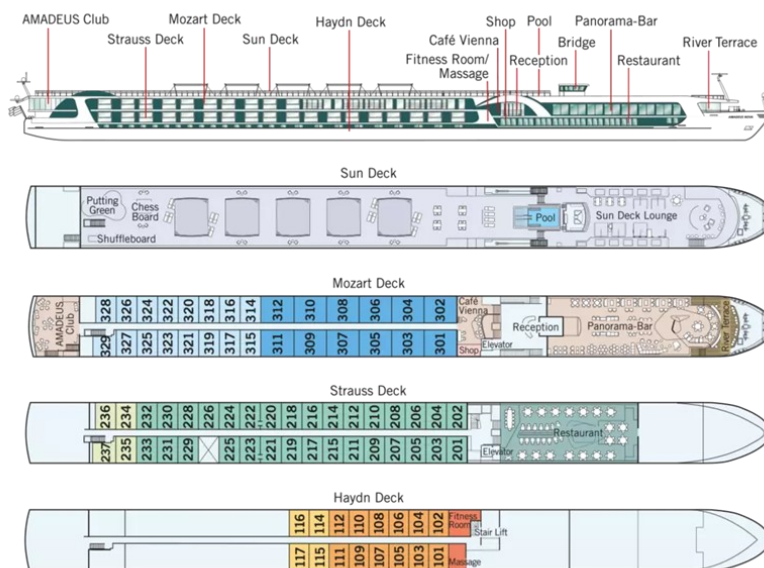 AMADEUS Club
Strauss Deck
Mozart Deck
Sun Deck
Haydn Deck
Café Vienna
Fitness Room/
Massage
Shop
Reception
Pool
Bridge
Panorama-Bar
Restaurant
River Terrace
Sun Deck
Putting
Green
Chess
Board
Shuffleboard
Pool
Sun Deck Lounge
Mozart Deck
AMADEUS
Club
328 326 324 322 320 318 316 314 312 310 308 306 304 302
329 327 325 323 321 319 317 315 311 309 307 305 303 301
Café
Vienna
Shop
Elevator
Reception
Panorama-Bar
River Terrace
Strauss Deck
236 234 232 230 228 226 224 222 220 218 216 214 212 210 208 206 204 202
237 235 233 231 229 225 223 221 219 217 215 211 209 207 205 203 201
Elevator
Restaurant
Haydn Deck
116 114 112 110 108 106 104 102
117 115 111 109 107 105 103 101
Fitness
Room
Stair Lift
Massage